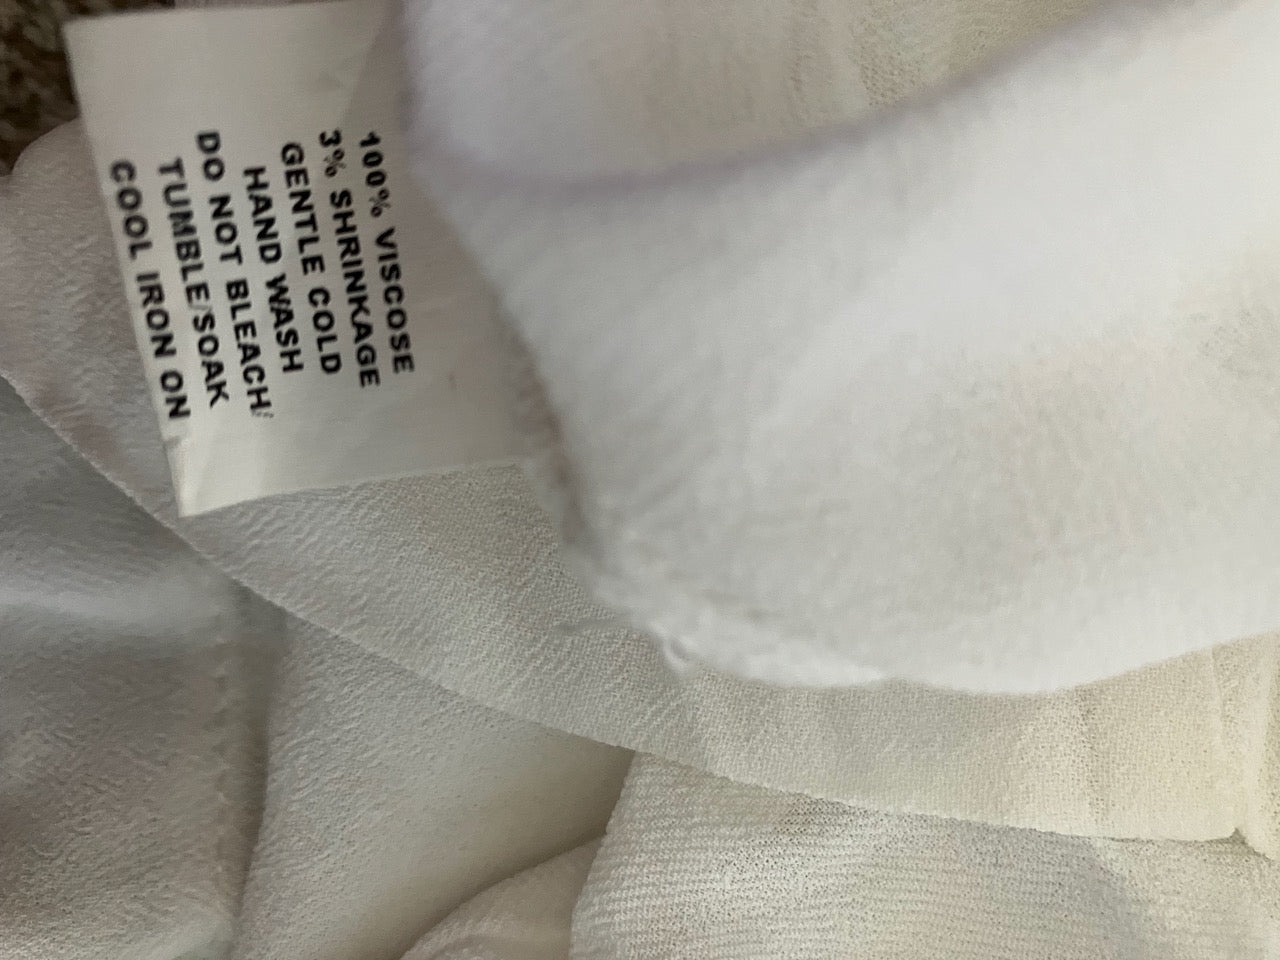 100% VISCOSE
3% SHRINKAGE
GENTLE COLD
HAND WASH
DO NOT BLEACH/
TUMBLE/SOAK
COOL IRON ON